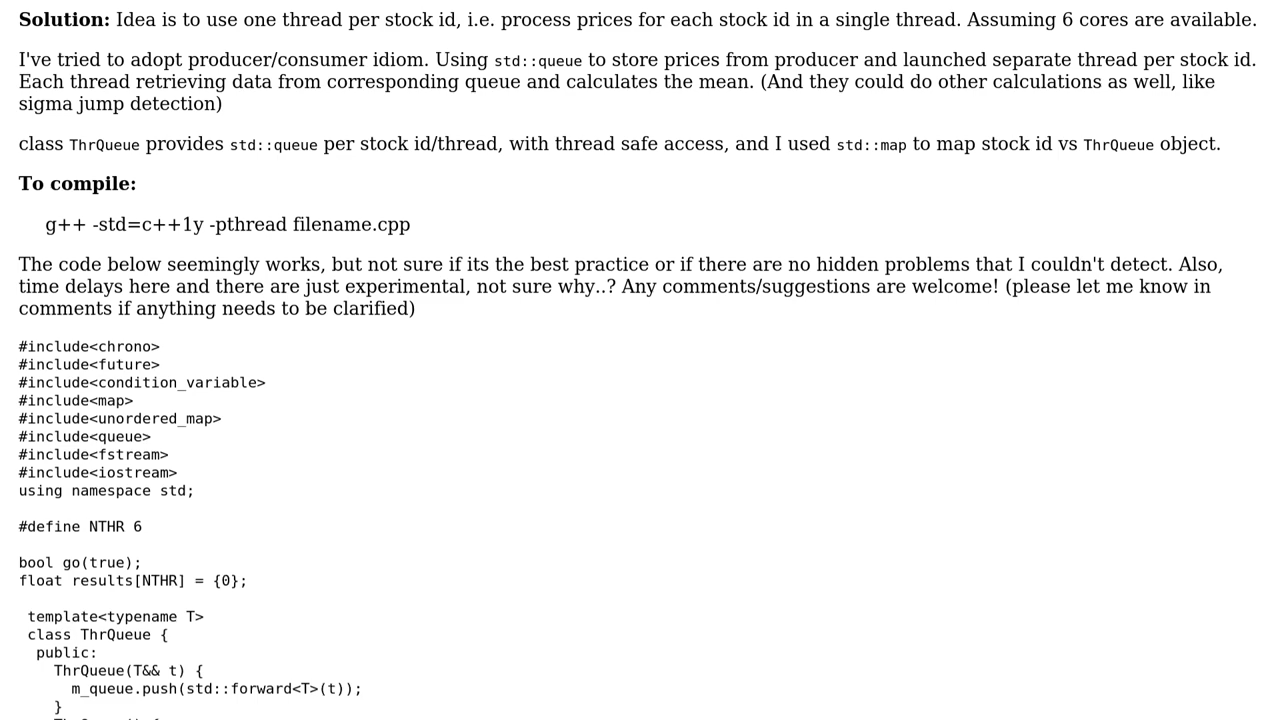 Solution: Idea is to use one thread per stock id, i.e. process prices for each stock id in a single thread. Assuming 6 cores are available.
I've tried to adopt producer/consumer idiom. Using std::queue to store prices from producer and launched separate thread per stock id.
Each thread retrieving data from corresponding queue and calculates the mean. (And they could do other calculations as well, like
sigma jump detection)
class ThrQueue provides std::queue per stock id/thread, with thread safe access, and I used std::map to map stock id vs ThrQueue object.
To compile:
g++ -std=c++1y -pthread filename.cpp
The code below seemingly works, but not sure if its the best practice or if there are no hidden problems that I couldn't detect. Also,
time delays here and there are just experimental, not sure why..? Any comments/suggestions are welcome! (please let me know in
comments if anything needs to be clarified)
#include<chrono>
#include<future>
#include<condition_variable>
#include<map>
#include<unordered_map>
#include<queue>
#include<fstream>
#include<iostream>
using namespace std;
#define NTHR 6
bool go(true);
float results[NTHR] = {0};
template<typename T>
class ThrQueue {
public:
ThrQueue(T&& t) {
m_queue.push(std::forward<T>(t));
}